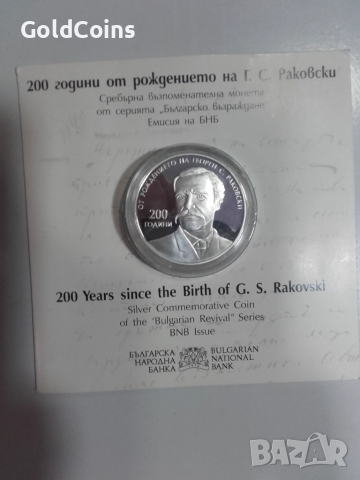 GoldCoins
200 години от рождението на Г. С. Раковски
Сребърна възпоменателна монета
от серията „Българско възраждане“
Емисия на БНБ
ОТ РОЖДЕНИЕТО НА ГЕОРГИ С. РАКОВСКИ
200
ГОДИНИ
200 Years since the Birth of G. S. Rakovski
Silver Commemorative Coin
of the "Bulgarian Revival" Series
BNB Issue
БЪЛГАРСКА
НАРОДНА
БАНКА
BULGARIAN
NATIONAL
BANK
BAZAR